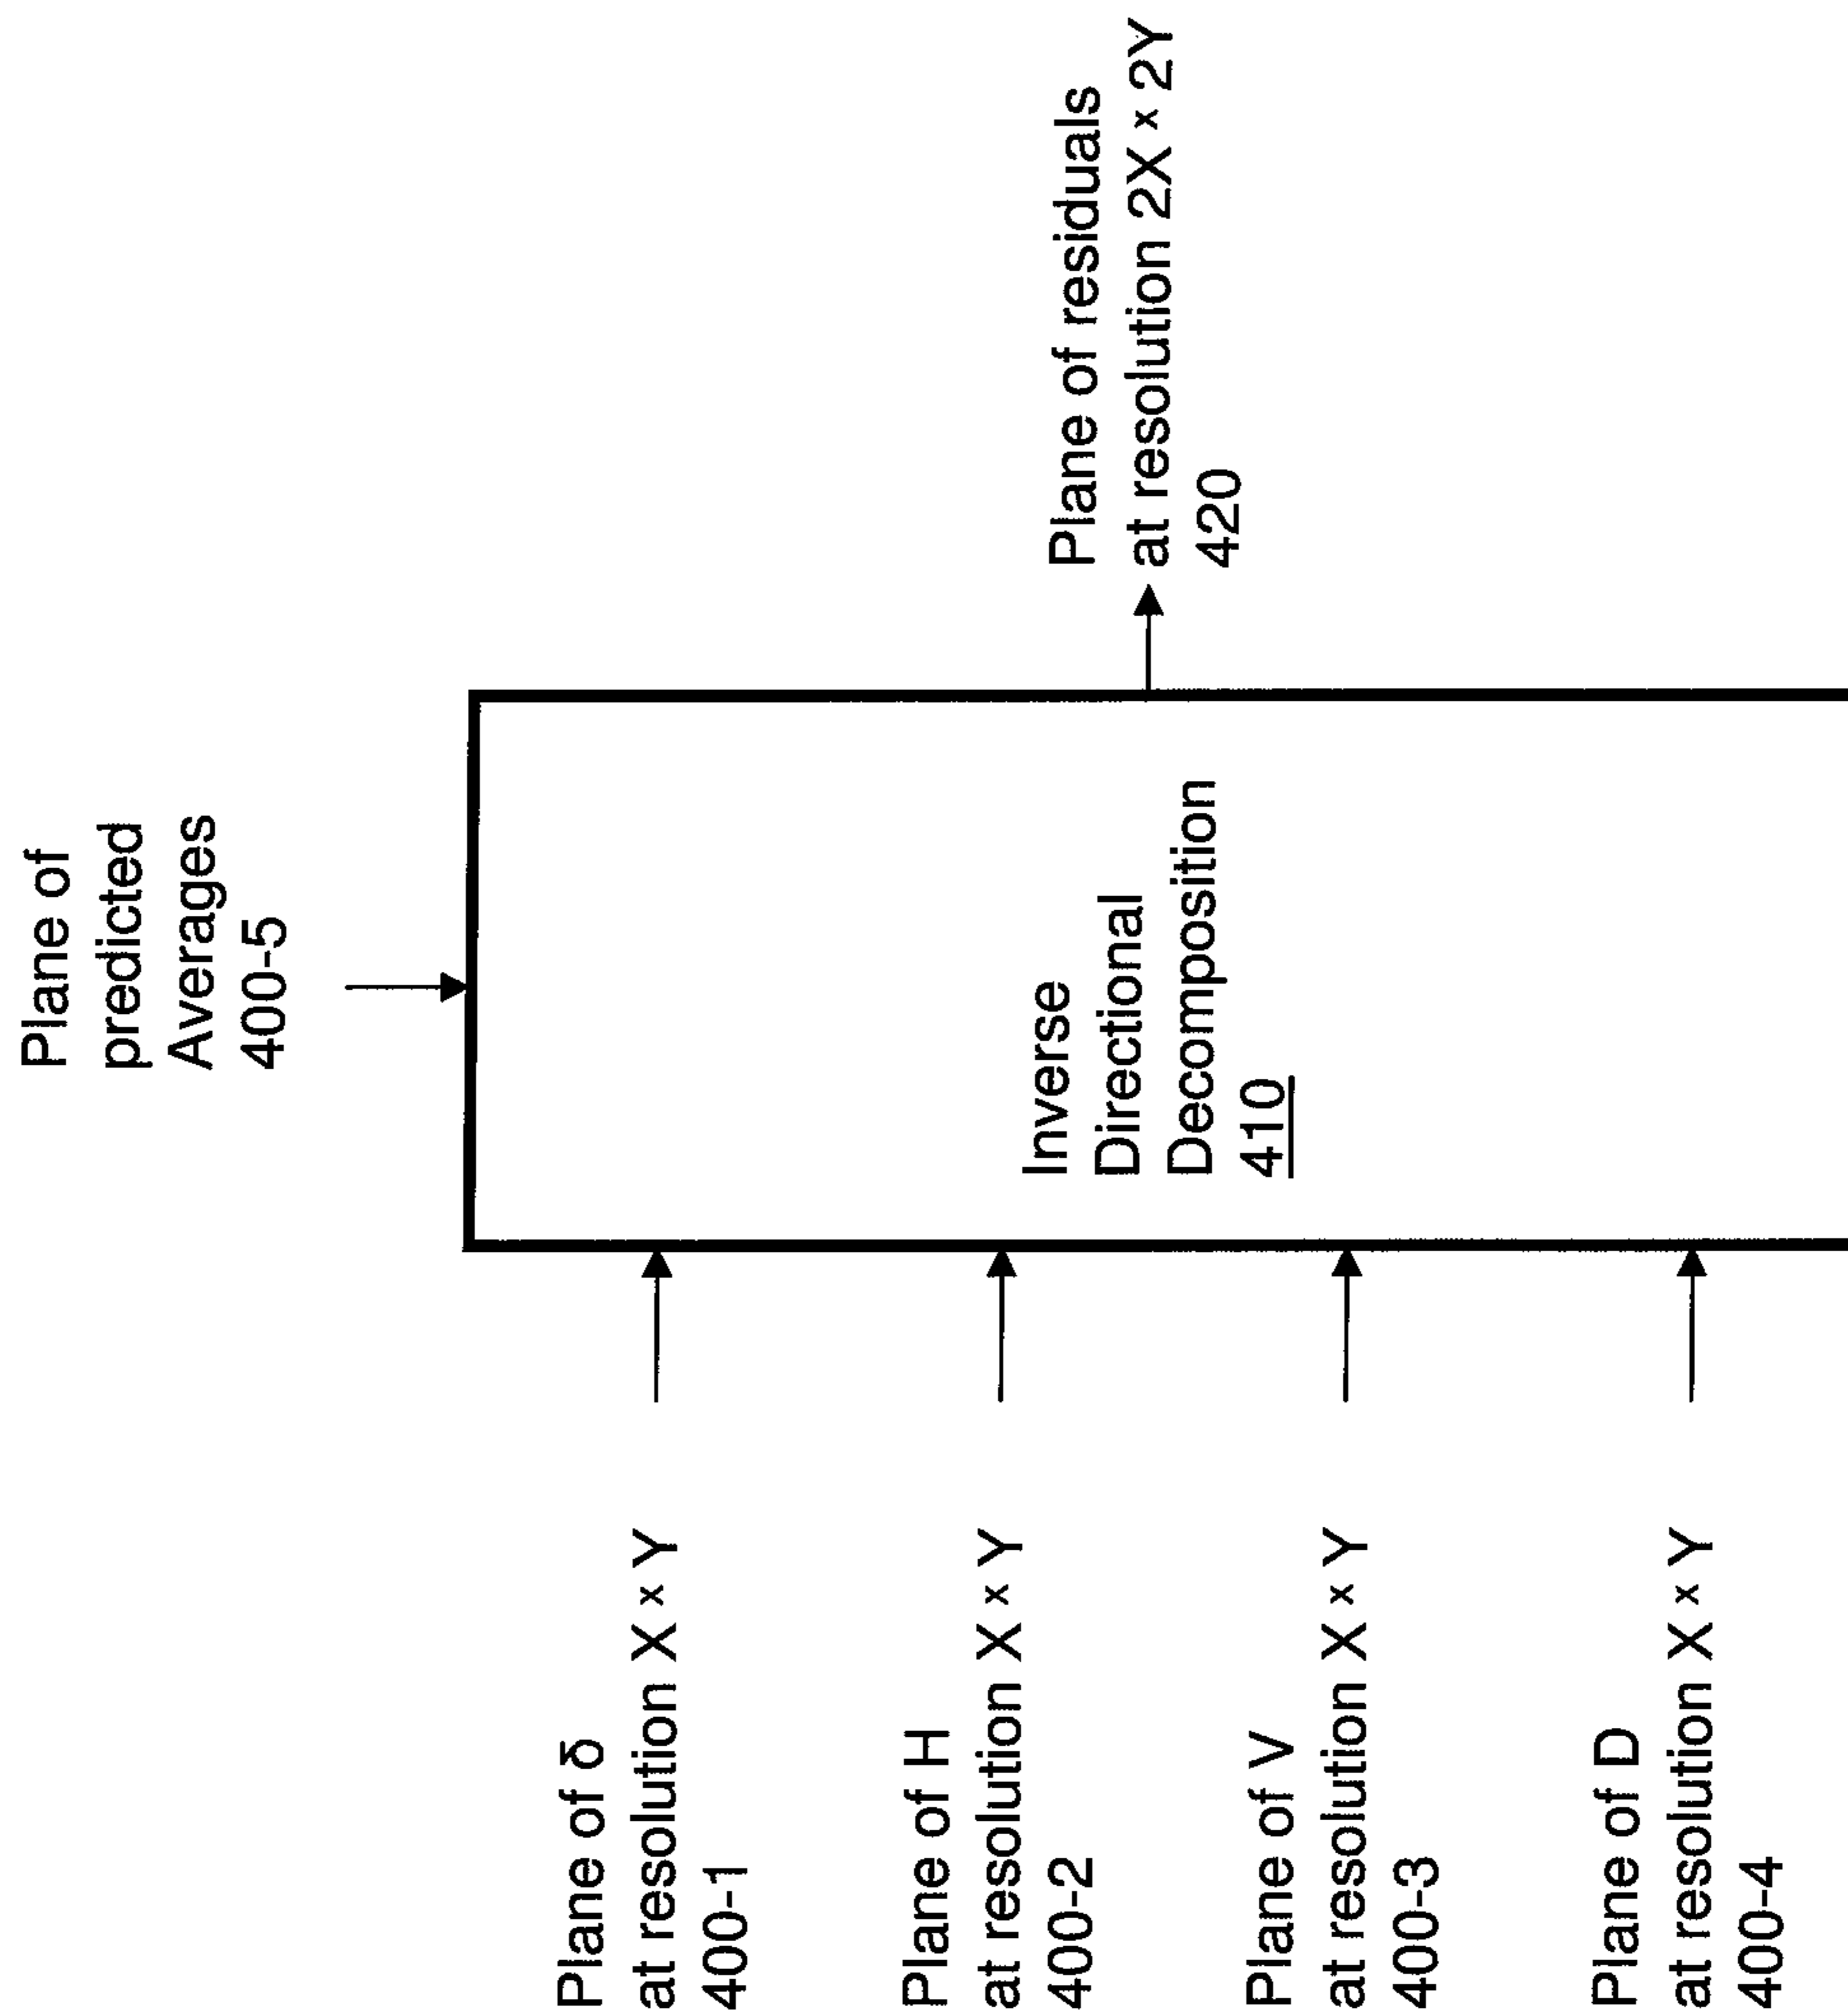 Plane of
predicted
Averages
400-5
Plane of δ
at resolution X × Y
400-1
Plane of H
at resolution X × Y
400-2
Plane of V
at resolution X × Y
400-3
Plane of D
at resolution X × Y
400-4
Inverse
Directional
Decomposition
410
Plane of residuals
at resolution 2X × 2Y
420